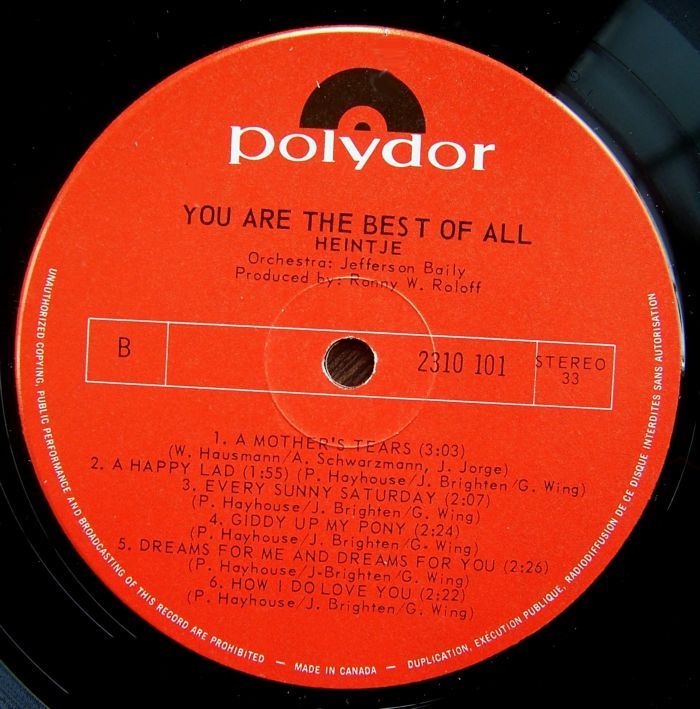 polydor
YOU ARE THE BEST OF ALL
HEINTJE
Orchestra: Jefferson Baily
Produced by: Ronny W. Roloff
B
2310 101
STEREO
33
1. A MOTHER'S TEARS (3:03)
(W. Hausmann/A. Schwarzmann, J. Jorge)
2. A HAPPY LAD (1:55) (P. Hayhouse/J. Brighten/G. Wing)
3. EVERY SUNNY SATURDAY (2:07)
(P. Hayhouse/J. Brighten/G. Wing)
4. GIDDY UP MY PONY (2:24)
(P. Hayhouse/J. Brighten/G. Wing)
5. DREAMS FOR ME AND DREAMS FOR YOU (2:26)
(P. Hayhouse/J-Brighten/G. Wing)
6. HOW I DO LOVE YOU (2:22)
(P. Hayhouse/J. Brighten/G. Wing)
UNAUTHORIZED COPYING, PUBLIC PERFORMANCE AND BROADCASTING OF THIS RECORD ARE PROHIBITED — MADE IN CANADA — DUPLICATION, EXÉCUTION PUBLIQUE, RADIODIFFUSION DE CE DISQUE INTERDITES SANS AUTORISATION